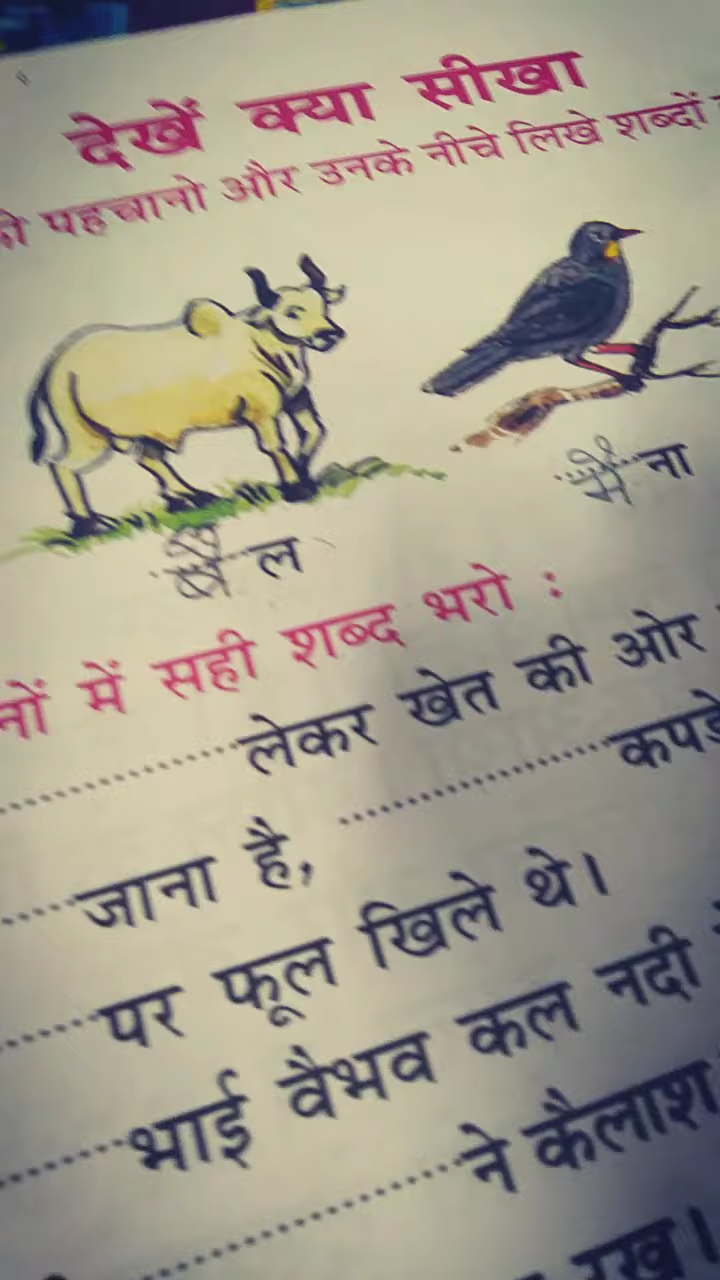 देखें क्या सीखा
पहचानो और उनके नीचे लिखे शब्दों
बैल
मैना
में सही शब्द भरो :
..............लेकर खेत की ओर
....जाना है, ................कपड़े
.....पर फूल खिले थे।
.......भाई वैभव कल नदी
................ने कैलाश